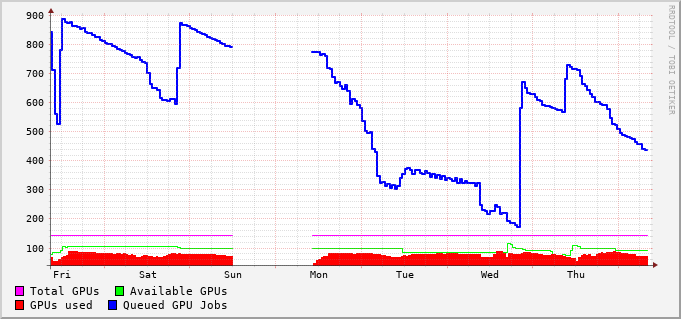 900
800
700
600
500
400
300
200
100
Fri Sat Sun Mon Tue Wed Thu
Total GPUs Available GPUs
GPUs used Queued GPU Jobs
RRDTOOL / TOBI OETIKER